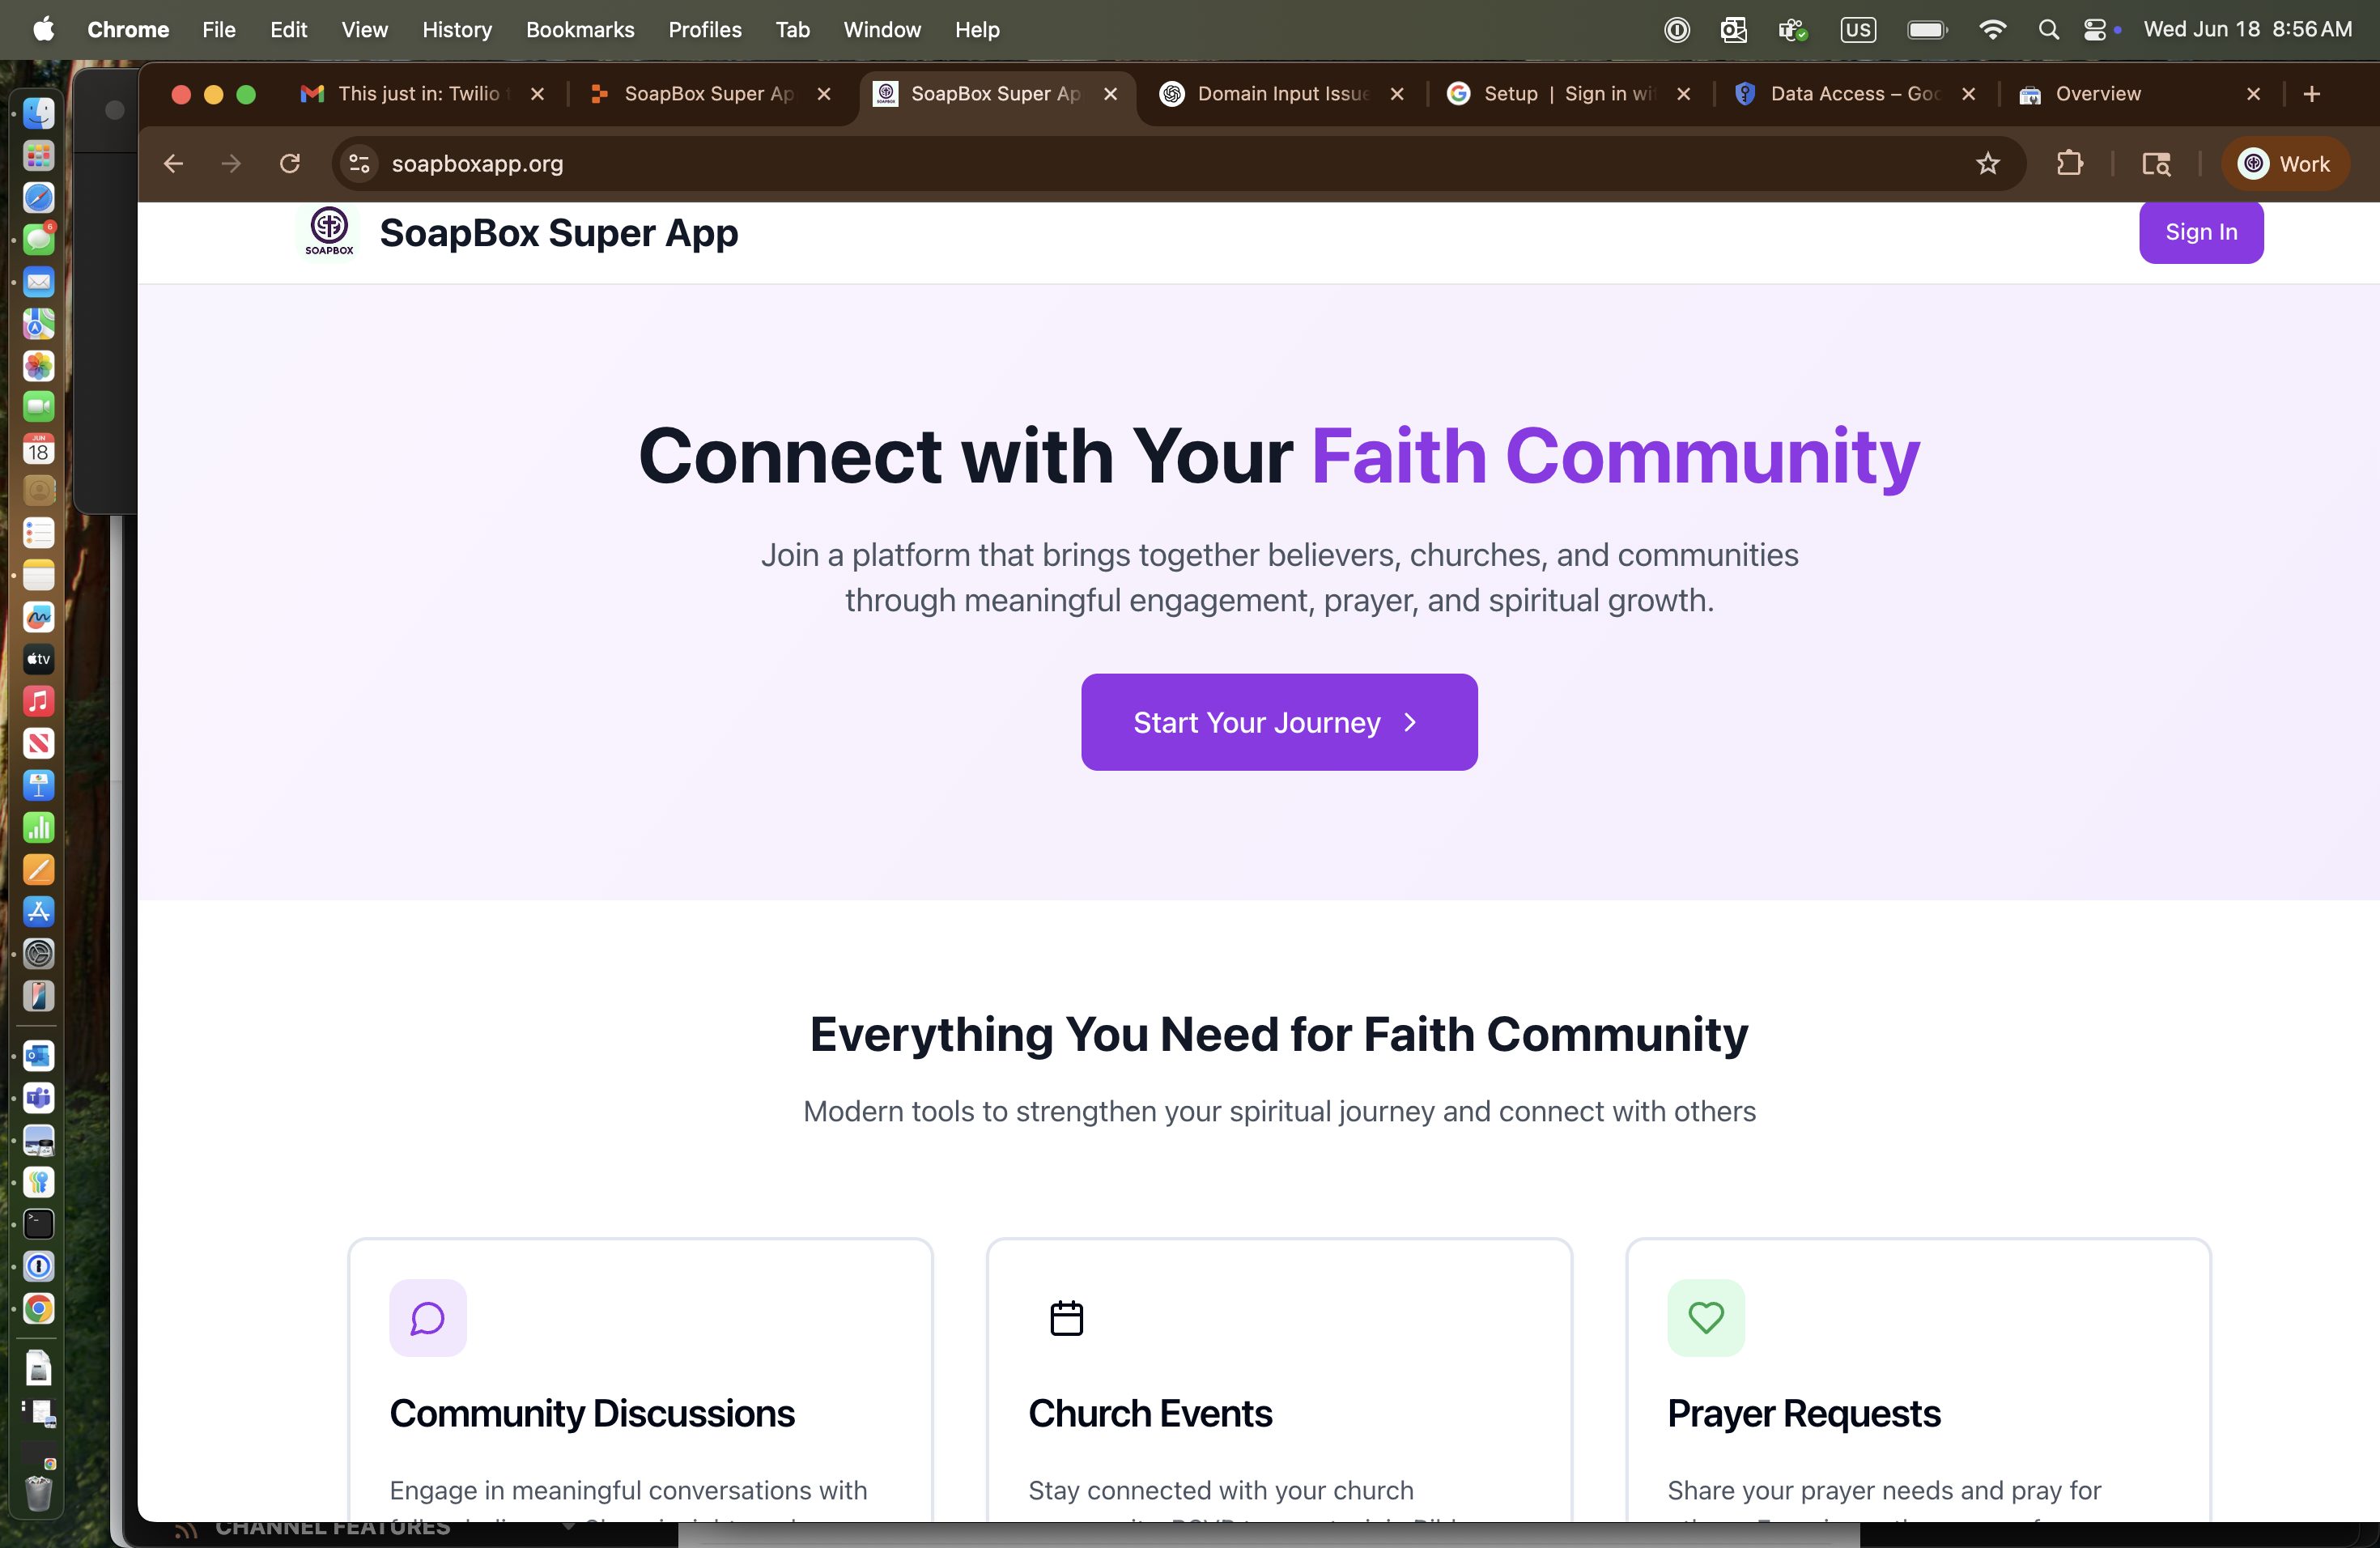 Chrome File Edit View History Bookmarks Profiles Tab Window Help US Wed Jun 18 8:56 AM
This just in: Twilio
SoapBox Super Ap
SoapBox Super Ap
Domain Input Issue
Setup | Sign in wi
Data Access – Goo
Overview
soapboxapp.org
Work
SOAPBOX
SoapBox Super App
Sign In
Connect with Your Faith Community
Join a platform that brings together believers, churches, and communities
through meaningful engagement, prayer, and spiritual growth.
Start Your Journey
Everything You Need for Faith Community
Modern tools to strengthen your spiritual journey and connect with others
Community Discussions
Engage in meaningful conversations with
Church Events
Stay connected with your church
Prayer Requests
Share your prayer needs and pray for
CHANNEL FEATURES
6
JUN
18
tv